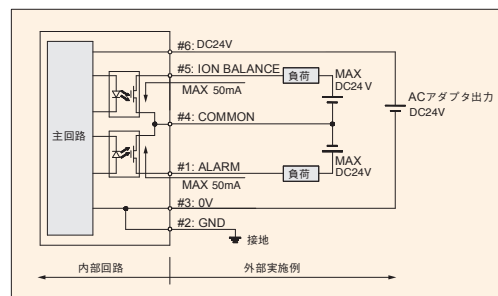 #6: DC24V
#5: ION BALANCE
負荷
MAX
DC24V
MAX 50mA
ACアダプタ出力
DC24V
#4: COMMON
主回路
MAX
DC24V
#1: ALARM
負荷
MAX 50mA
#3: 0V
#2: GND
接地
内部回路
外部実施例